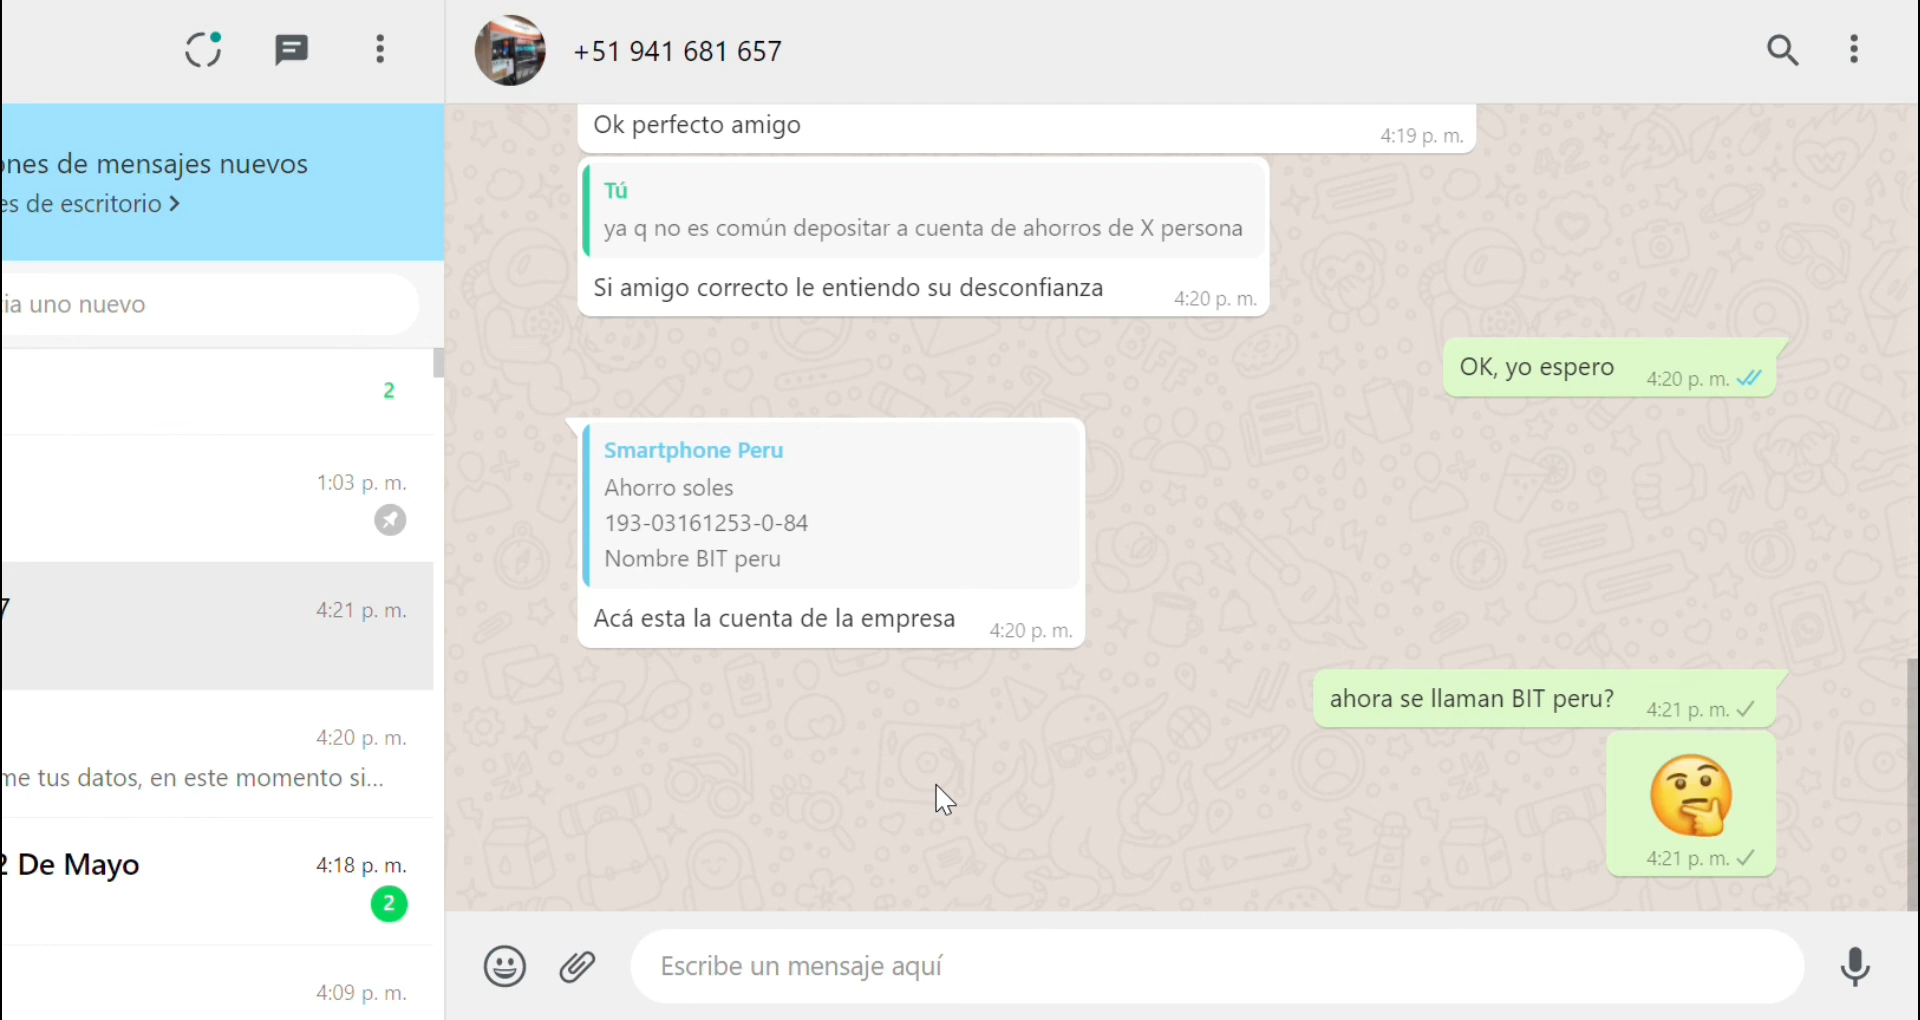 +51 941 681 657
ones de mensajes nuevos
es de escritorio >
ia uno nuevo
2
1:03 p. m.
7
4:21 p. m.
4:20 p. m.
me tus datos, en este momento si...
2 De Mayo
4:18 p. m.
2
4:09 p. m.
Ok perfecto amigo
4:19 p. m.
Tú
ya q no es común depositar a cuenta de ahorros de X persona
Si amigo correcto le entiendo su desconfianza
4:20 p. m.
OK, yo espero
4:20 p. m.
Smartphone Peru
Ahorro soles
193-03161253-0-84
Nombre BIT peru
Acá esta la cuenta de la empresa
4:20 p. m.
ahora se llaman BIT peru?
4:21 p. m.
4:21 p. m.
Escribe un mensaje aquí